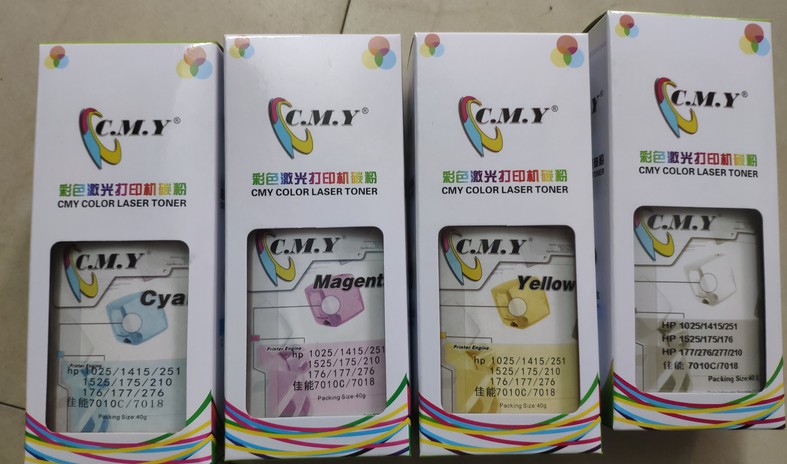 C.M.Y®
彩色激光打印机碳粉
CMY COLOR LASER TONER
C.M.Y
Cya
Printer Engine
hp 1025/1415/251
1525/175/210
176/177/276
佳能7010C/7018
Packing Size:40g
C.M.Y®
彩色激光打印机碳粉
CMY COLOR LASER TONER
C.M.Y
Magent
Printer Engine
hp 1025/1415/251
1525/175/210
176/177/276
佳能7010C/7018
Packing Size:40g
C.M.Y®
彩色激光打印机碳粉
CMY COLOR LASER TONER
C.M.Y
Yellow
Printer Engine
hp 1025/1415/251
1525/175/210
176/177/276
佳能7010C/7018
Packing Size:40g
C.M.Y®
彩色激光打印机碳粉
CMY COLOR LASER TONER
C.M.Y
HP 1025/1415/251
HP 1525/175/176
HP 177/276/277/210
佳能 7010C/7018
Packing Size:40